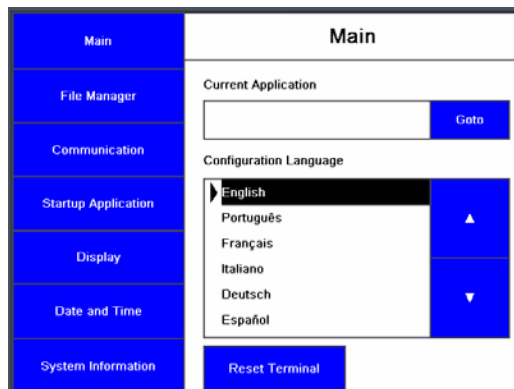 Main
File Manager
Communication
Startup Application
Display
Date and Time
System Information
Main
Current Application
Goto
Configuration Language
English
Português
Français
Italiano
Deutsch
Español
▲
▼
Reset Terminal